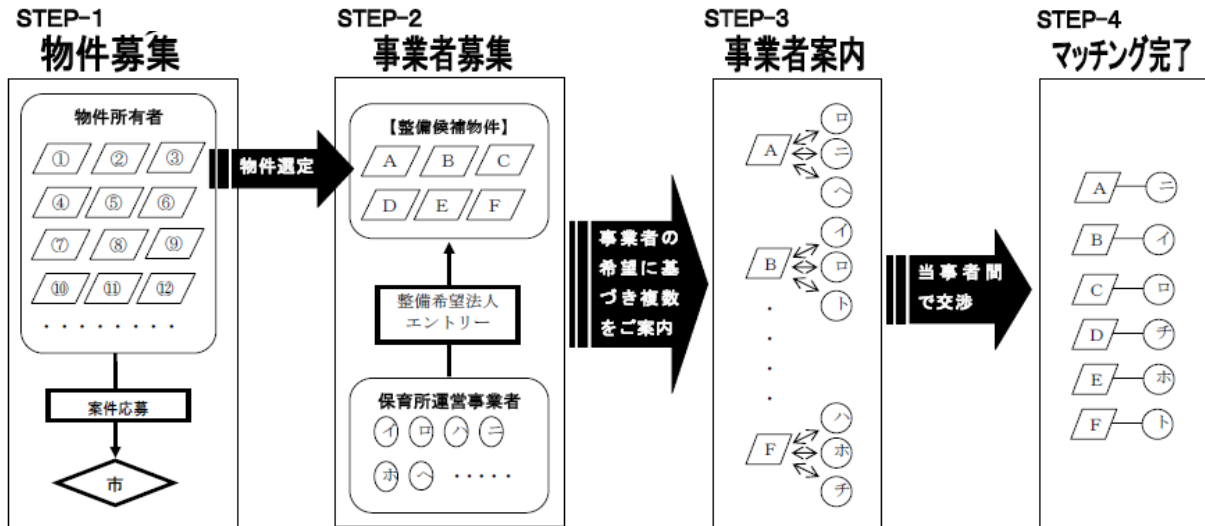 STEP-1
物件募集
物件所有者
① ② ③
④ ⑤ ⑥
⑦ ⑧ ⑨
⑩ ⑪ ⑫
・・・・・・・・
案件応募
市
物件選定
STEP-2
事業者募集
【整備候補物件】
A B C
D E F
整備希望法人
エントリー
保育所運営事業者
イ ロ ハ ニ
ホ ヘ ・・・・・
事業者の
希望に基
づき複数
をご案内
STEP-3
事業者案内
A
ロ
ニ
ヘ
B
イ
ロ
ト
・
・
・
・
F
ハ
ホ
チ
当事者間
で交渉
STEP-4
マッチング完了
A ニ
B イ
C ロ
D チ
E ホ
F ト